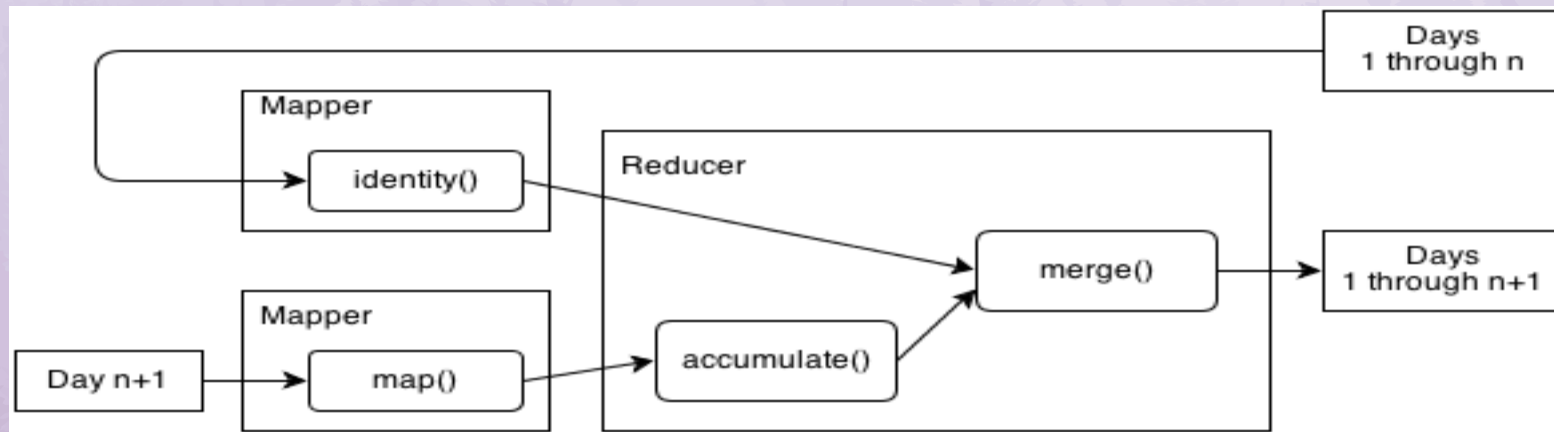 Days
1 through n
Mapper
identity()
Reducer
merge()
Days
1 through n+1
Mapper
accumulate()
Day n+1
map()